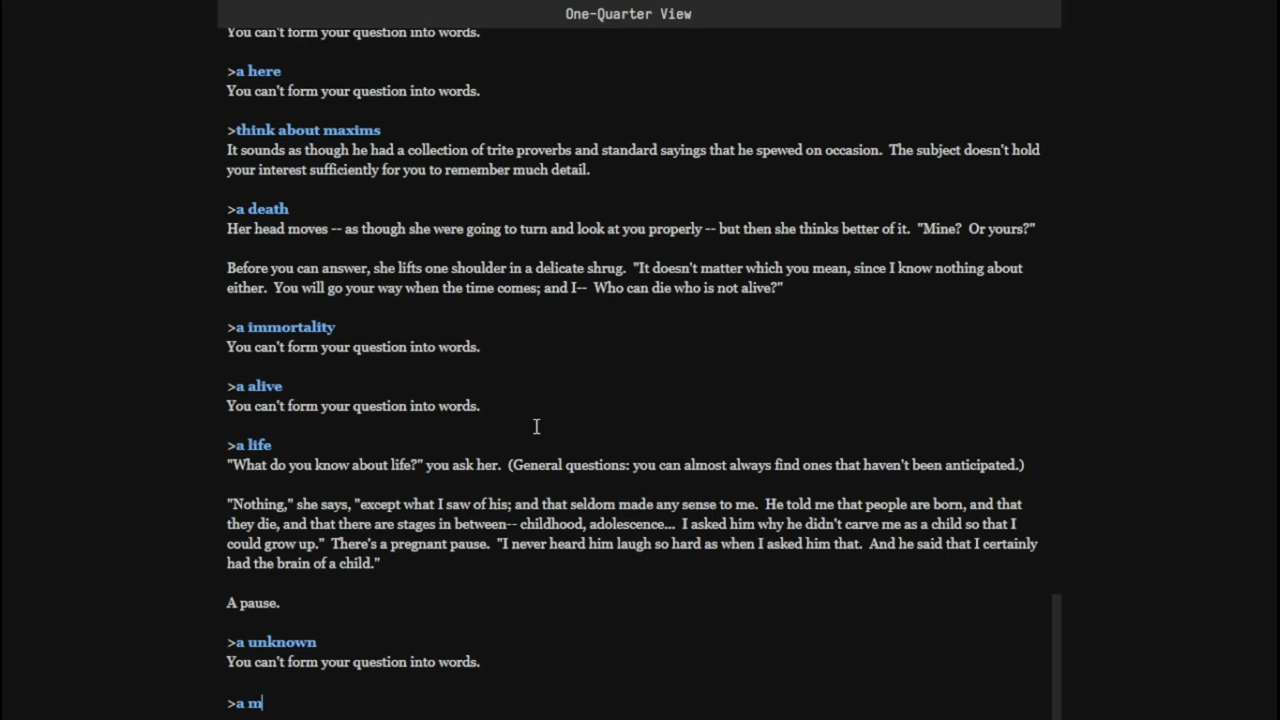 One-Quarter View
You can't form your question into words.
>a here
You can't form your question into words.
>think about maxims
It sounds as though he had a collection of trite proverbs and standard sayings that he spewed on occasion.  The subject doesn't hold
your interest sufficiently for you to remember much detail.
>a death
Her head moves -- as though she were going to turn and look at you properly -- but then she thinks better of it.  "Mine?  Or yours?"
Before you can answer, she lifts one shoulder in a delicate shrug.  "It doesn't matter which you mean, since I know nothing about
either.  You will go your way when the time comes; and I--  Who can die who is not alive?"
>a immortality
You can't form your question into words.
>a alive
You can't form your question into words.
>a life
"What do you know about life?" you ask her.  (General questions: you can almost always find ones that haven't been anticipated.)
"Nothing," she says, "except what I saw of his; and that seldom made any sense to me.  He told me that people are born, and that
they die, and that there are stages in between-- childhood, adolescence...  I asked him why he didn't carve me as a child so that I
could grow up."  There's a pregnant pause.  "I never heard him laugh so hard as when I asked him that.  And he said that I certainly
had the brain of a child."
A pause.
>a unknown
You can't form your question into words.
>a m